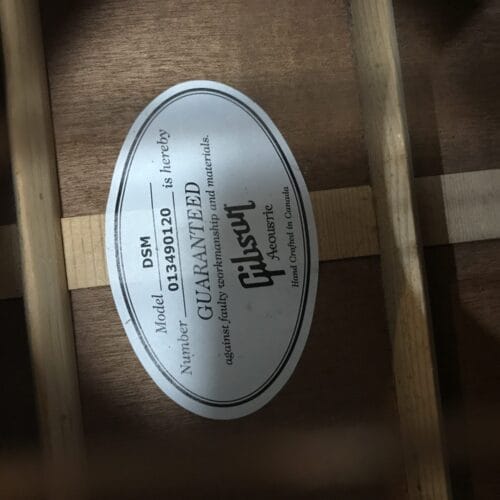 Model DSM
Number 013490120 is hereby
GUARANTEED
against faulty workmanship and materials.
Gibson
Acoustic
Hand Crafted in Canada